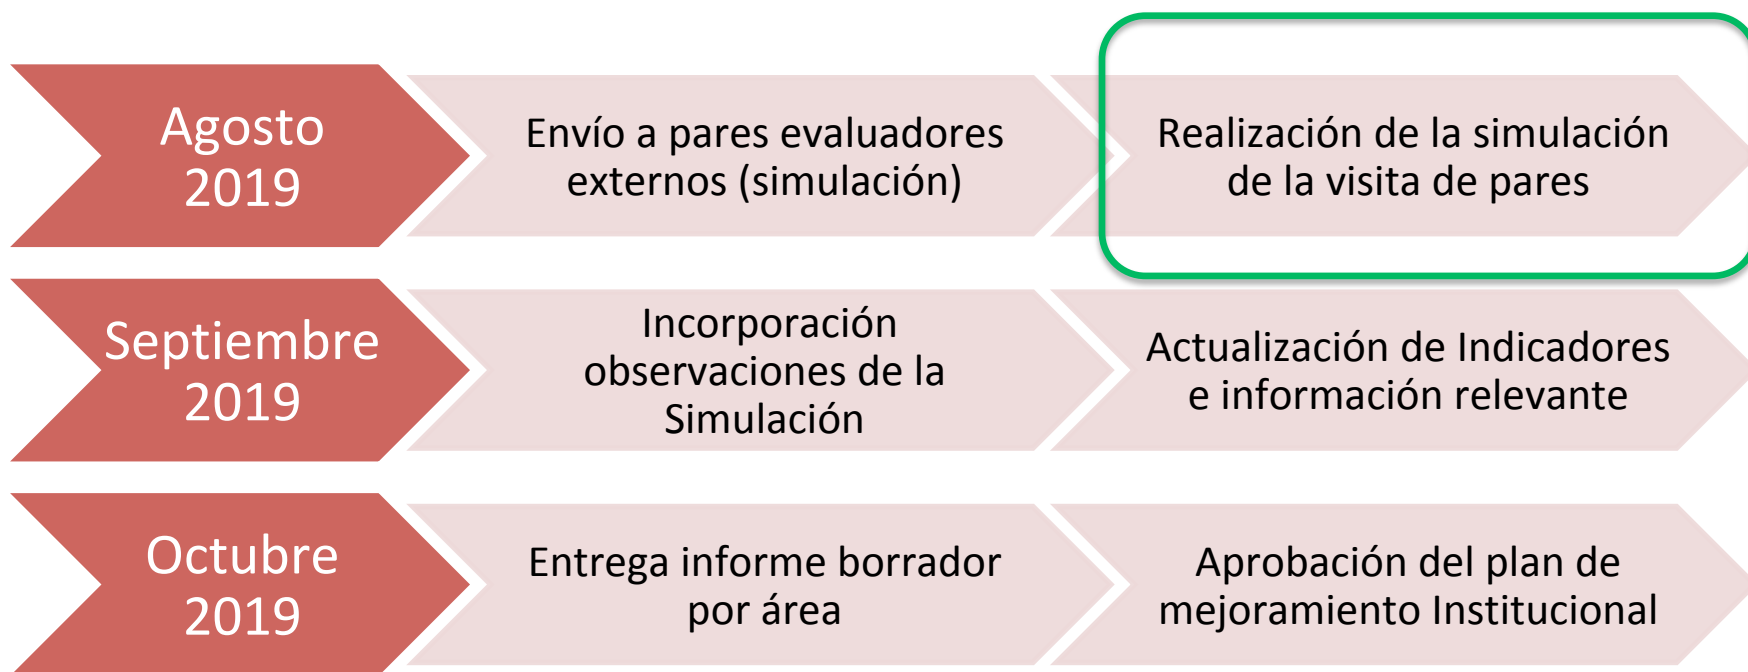 Agosto
2019
Envío a pares evaluadores
externos (simulación)
Realización de la simulación
de la visita de pares
Septiembre
2019
Incorporación
observaciones de la
Simulación
Actualización de Indicadores
e información relevante
Octubre
2019
Entrega informe borrador
por área
Aprobación del plan de
mejoramiento Institucional